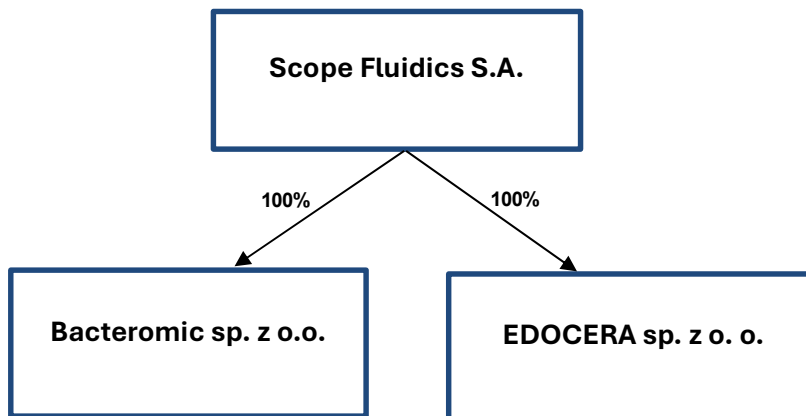 Scope Fluidics S.A.
100%
100%
Bacteromic sp. z o.o.
EDOCERA sp. z o. o.